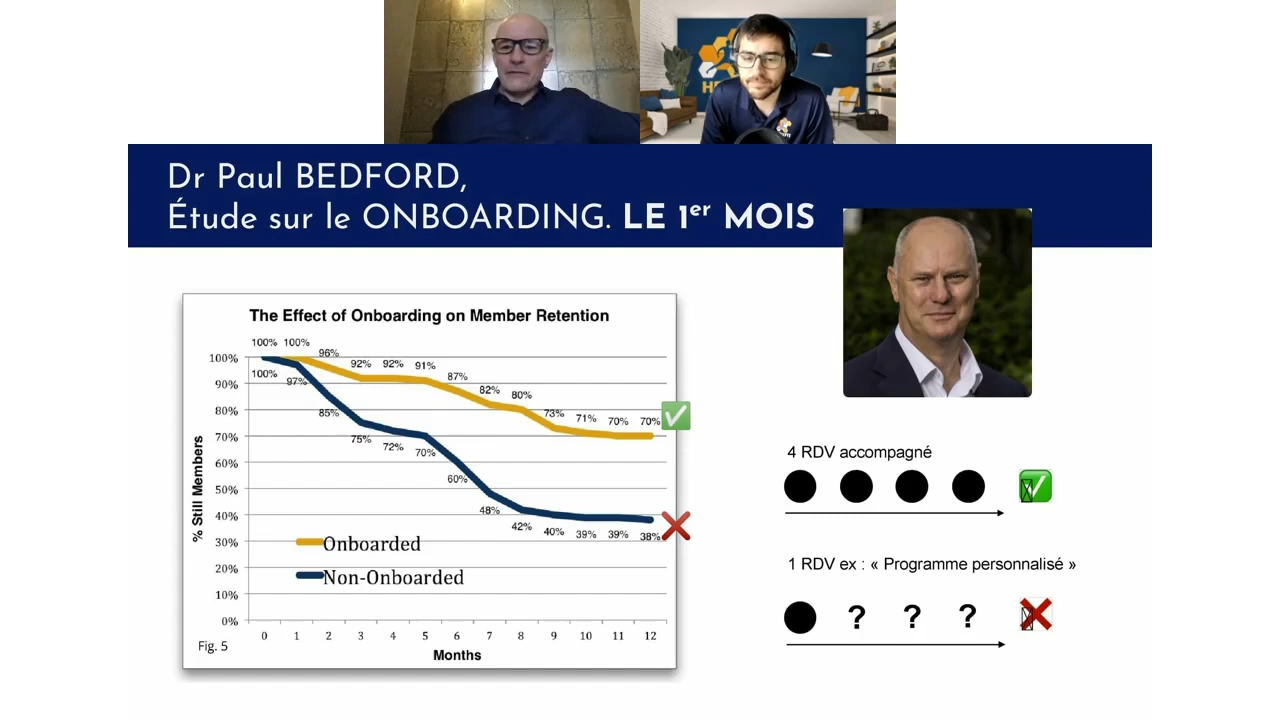 Dr Paul BEDFORD,
Étude sur le ONBOARDING. LE 1er MOIS
The Effect of Onboarding on Member Retention
100% 100% 96% 92% 92% 91% 87% 82% 80% 73% 71% 70% 70%
100% 97% 85% 75% 72% 70% 60% 48% 42% 40% 39% 39% 38%
100%
90%
80%
70%
60%
50%
40%
30%
20%
10%
0%
% Still Members
Onboarded
Non-Onboarded
0 1 2 3 4 5 6 7 8 9 10 11 12
Months
Fig. 5
4 RDV accompagné
1 RDV ex : « Programme personnalisé »
? ? ?